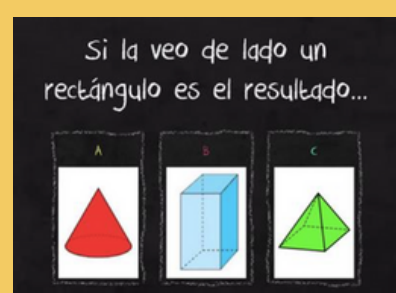 Si la veo de lado un
rectángulo es el resultado...
A B C